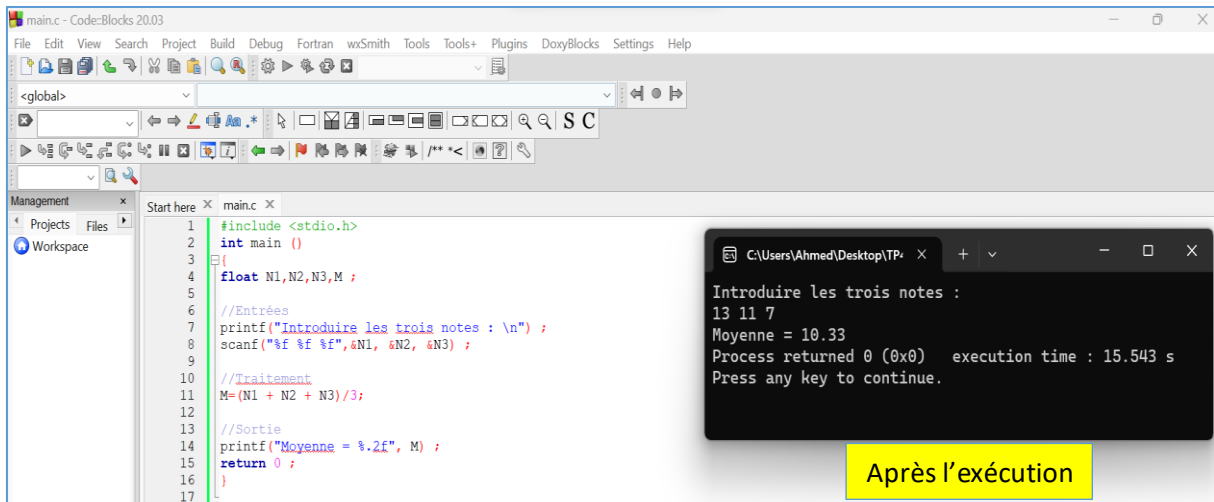 main.c - Code::Blocks 20.03
File Edit View Search Project Build Debug Fortran wxSmith Tools Tools+ Plugins DoxyBlocks Settings Help
<global>
Aa .* S C
/** *<
Management x
Projects Files
Workspace
Start here X main.c X
1 #include <stdio.h>
2 int main ()
3 {
4 float N1,N2,N3,M ;
5
6 //Entrées
7 printf("Introduire les trois notes : \n") ;
8 scanf("%f %f %f",&N1, &N2, &N3) ;
9
10 //Traitement
11 M=(N1 + N2 + N3)/3;
12
13 //Sortie
14 printf("Moyenne = %.2f", M) ;
15 return 0 ;
16 }
17
C:\Users\Ahmed\Desktop\TP
Introduire les trois notes :
13 11 7
Moyenne = 10.33
Process returned 0 (0x0) execution time : 15.543 s
Press any key to continue.
Après l'exécution